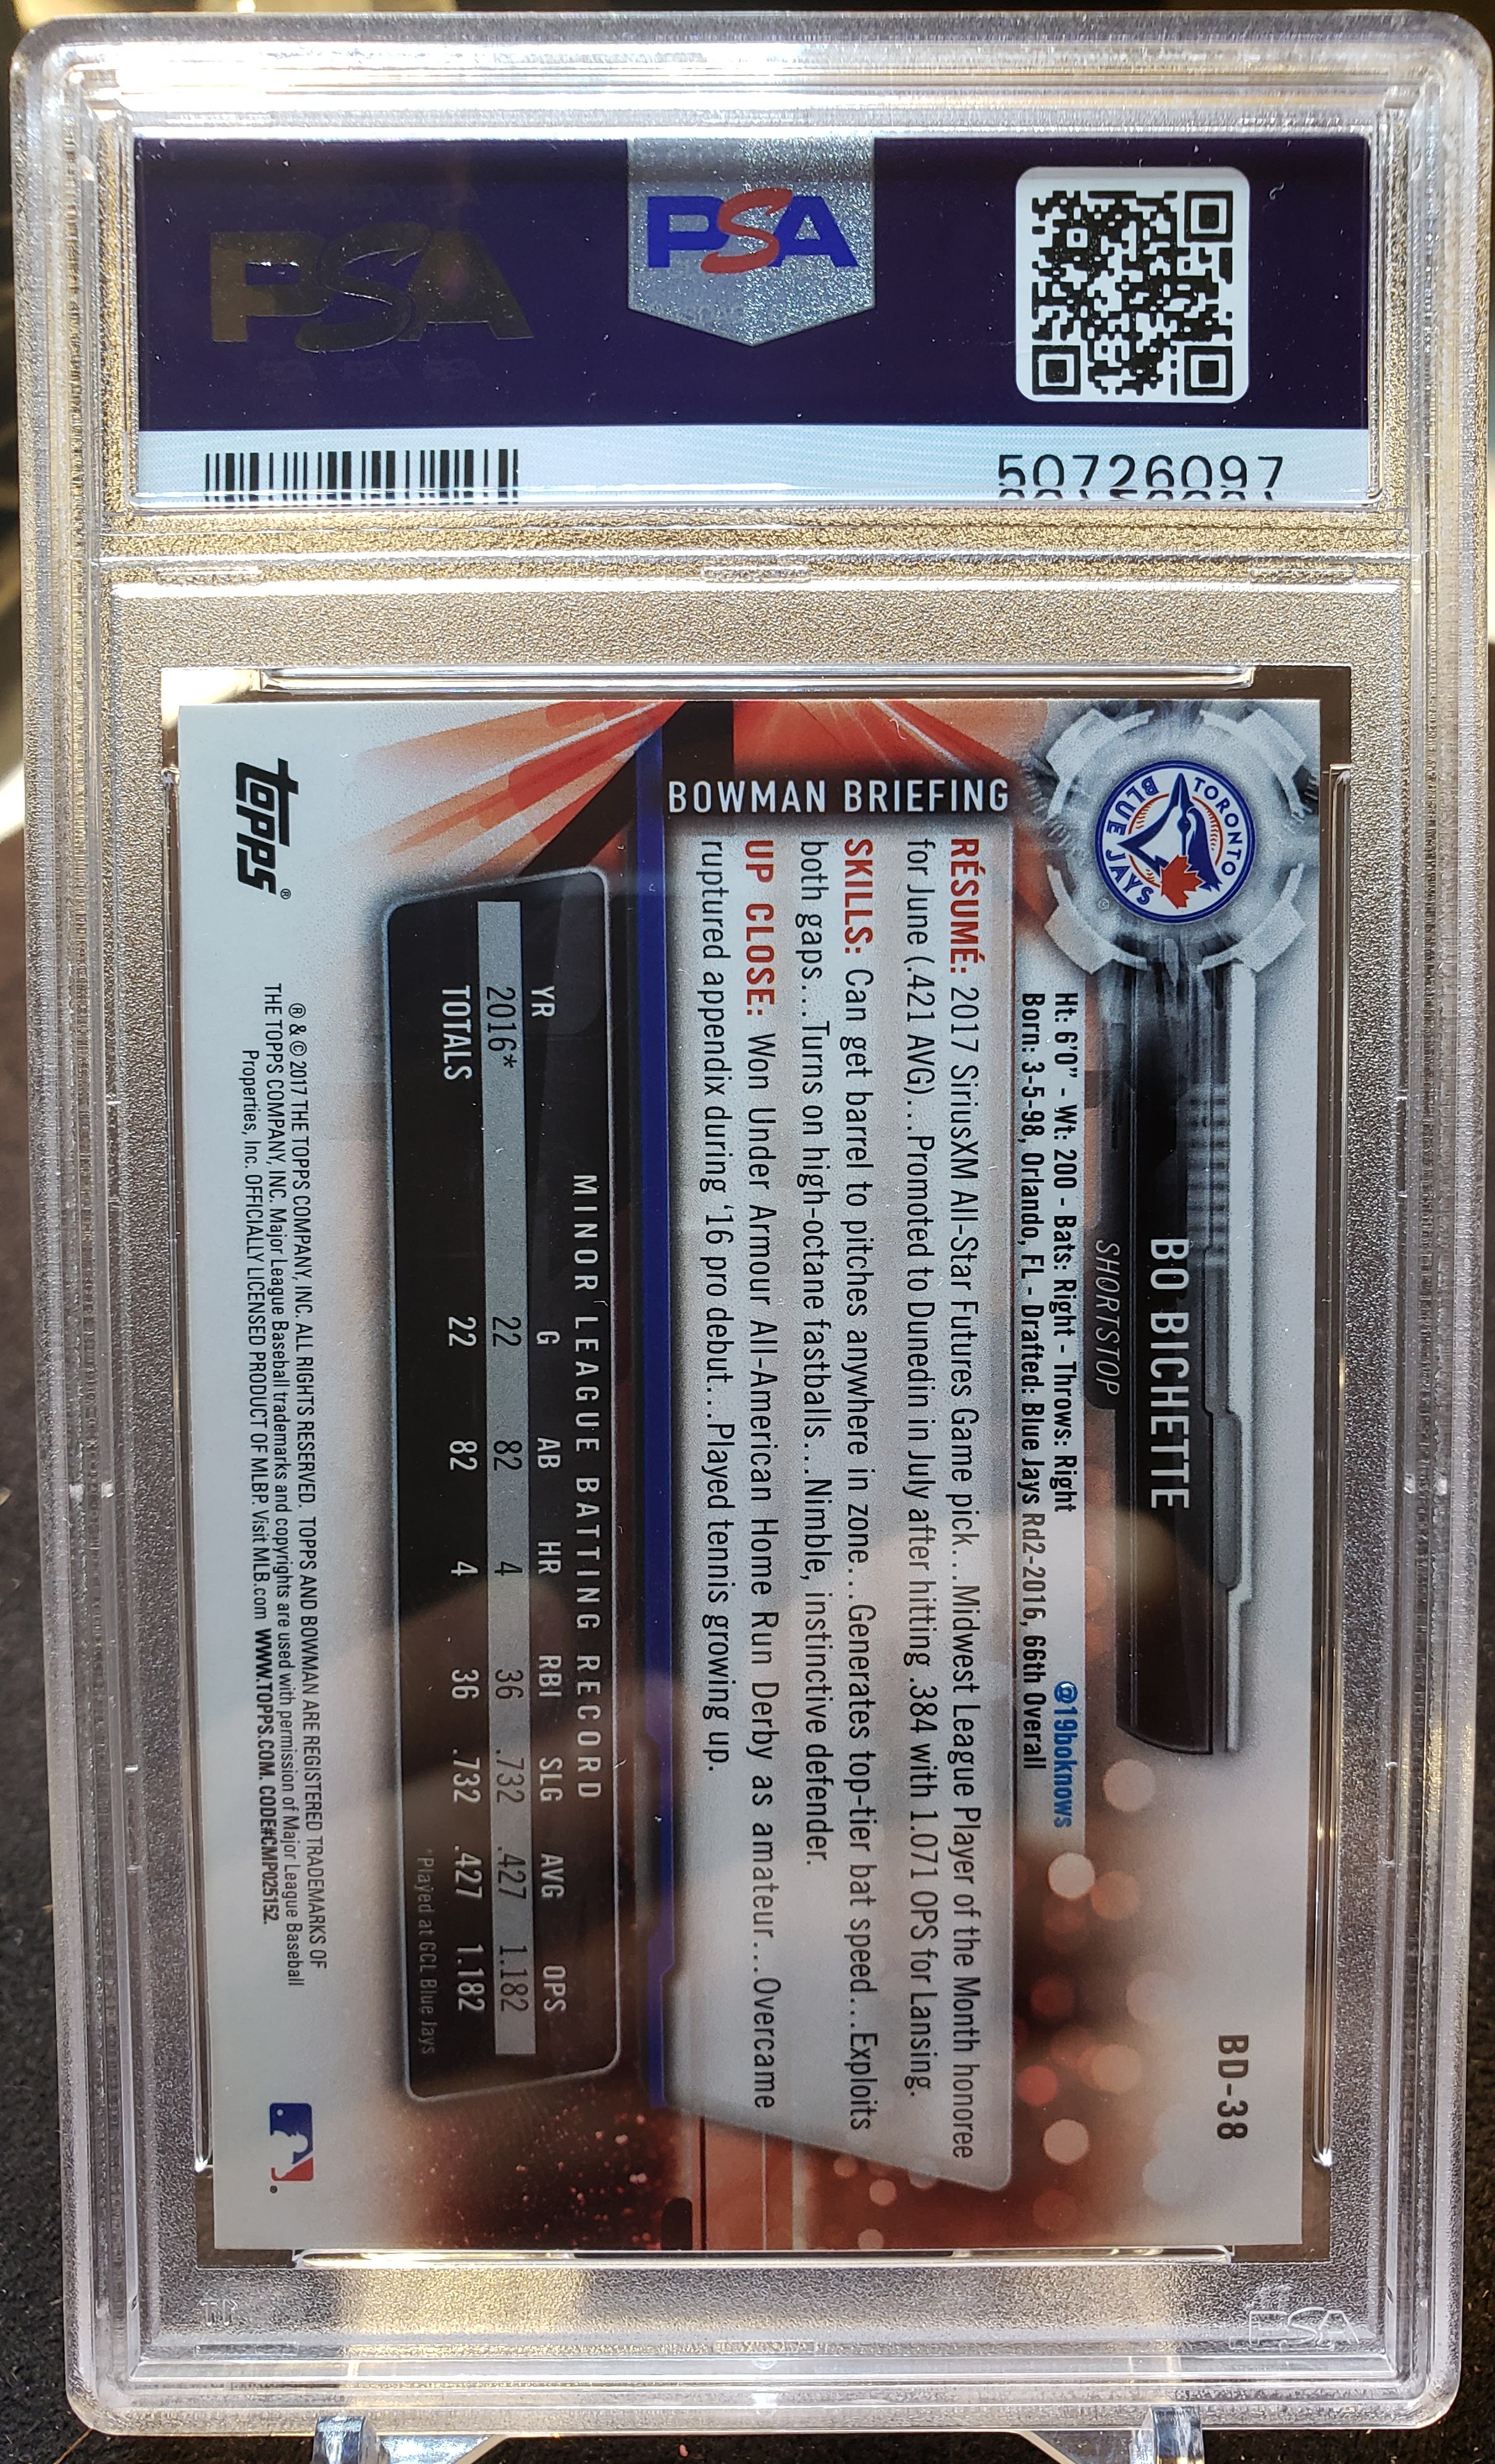 PSA
PSA
50726097
BD-38
TORONTO
BLUE JAYS
BO BICHETTE
SHORTSTOP
Ht: 6'0" - Wt: 200 - Bats: Right - Throws: Right @19boknows
Born: 3-5-98, Orlando, FL - Drafted: Blue Jays Rd2-2016, 66th Overall
BOWMAN BRIEFING
RÉSUMÉ: 2017 SiriusXM All-Star Futures Game pick...Midwest League Player of the Month honoree
for June (.421 AVG)...Promoted to Dunedin in July after hitting .384 with 1.071 OPS for Lansing.
SKILLS: Can get barrel to pitches anywhere in zone...Generates top-tier bat speed...Exploits
both gaps...Turns on high-octane fastballs...Nimble, instinctive defender.
UP CLOSE: Won Under Armour All-American Home Run Derby as amateur...Overcame
ruptured appendix during '16 pro debut...Played tennis growing up.
MINOR LEAGUE BATTING RECORD
YR G AB HR RBI SLG AVG OPS
2016* 22 82 4 36 .732 .427 1.182
TOTALS 22 82 4 36 .732 .427 1.182
*Played at GCL Blue Jays
topps®
® & © 2017 THE TOPPS COMPANY, INC. ALL RIGHTS RESERVED. TOPPS AND BOWMAN ARE REGISTERED TRADEMARKS OF
THE TOPPS COMPANY, INC. Major League Baseball trademarks and copyrights are used with permission of Major League Baseball
Properties, Inc. OFFICIALLY LICENSED PRODUCT OF MLBP. Visit MLB.com WWW.TOPPS.COM. CODE#CMP025152.
PSA